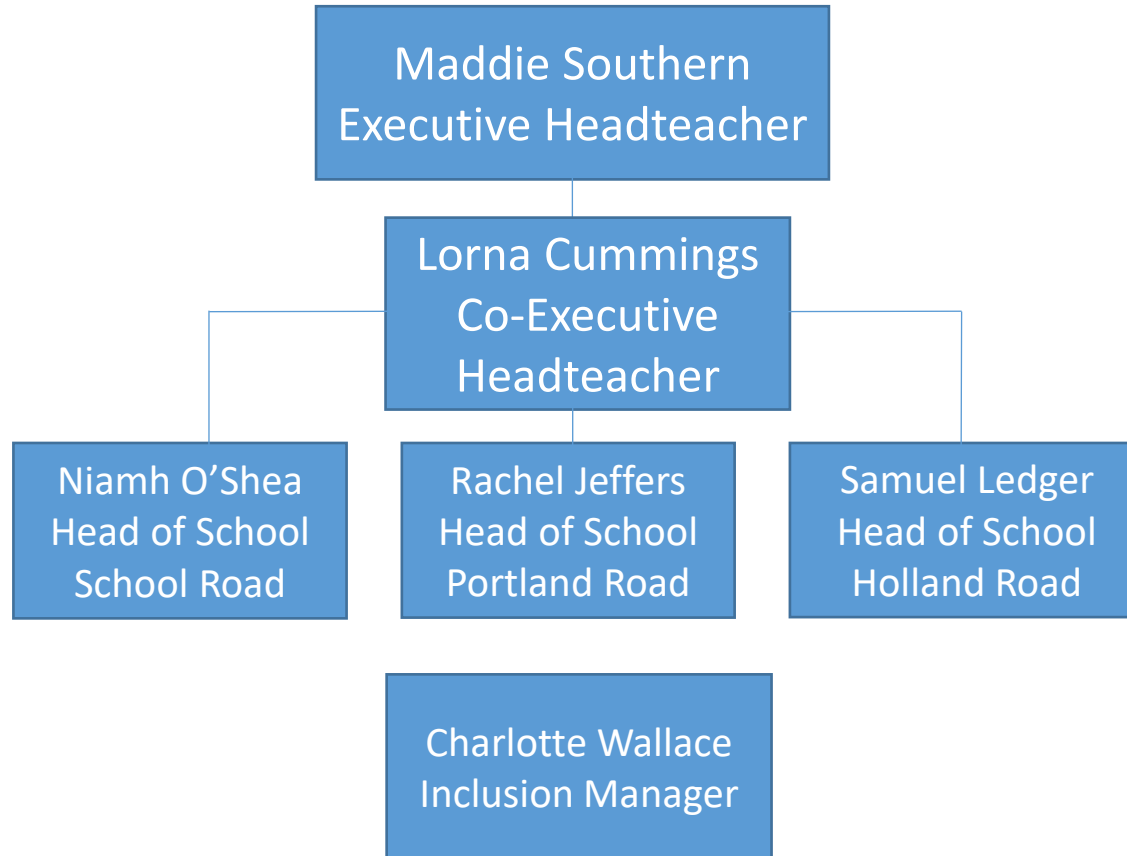 Maddie Southern
Executive Headteacher
Lorna Cummings
Co-Executive
Headteacher
Niamh O’Shea
Head of School
School Road
Rachel Jeffers
Head of School
Portland Road
Samuel Ledger
Head of School
Holland Road
Charlotte Wallace
Inclusion Manager